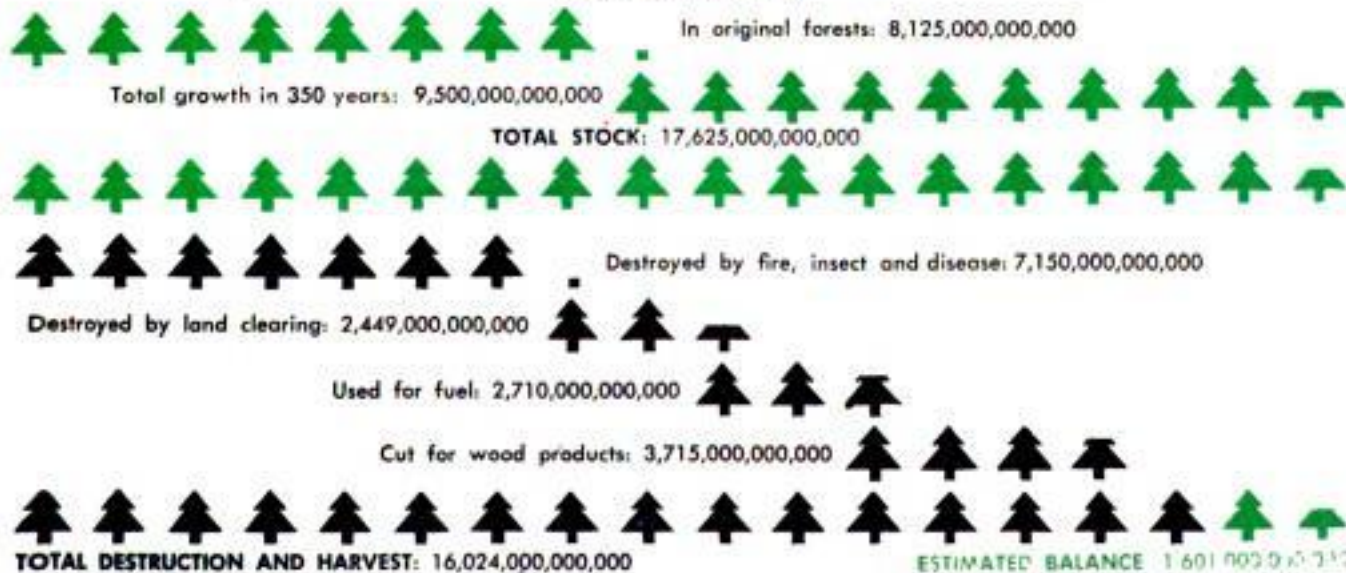 In original forests: 8,125,000,000,000
Total growth in 350 years: 9,500,000,000,000
TOTAL STOCK: 17,625,000,000,000
Destroyed by fire, insect and disease: 7,150,000,000,000
Destroyed by land clearing: 2,449,000,000,000
Used for fuel: 2,710,000,000,000
Cut for wood products: 3,715,000,000,000
TOTAL DESTRUCTION AND HARVEST: 16,024,000,000,000
ESTIMATED BALANCE